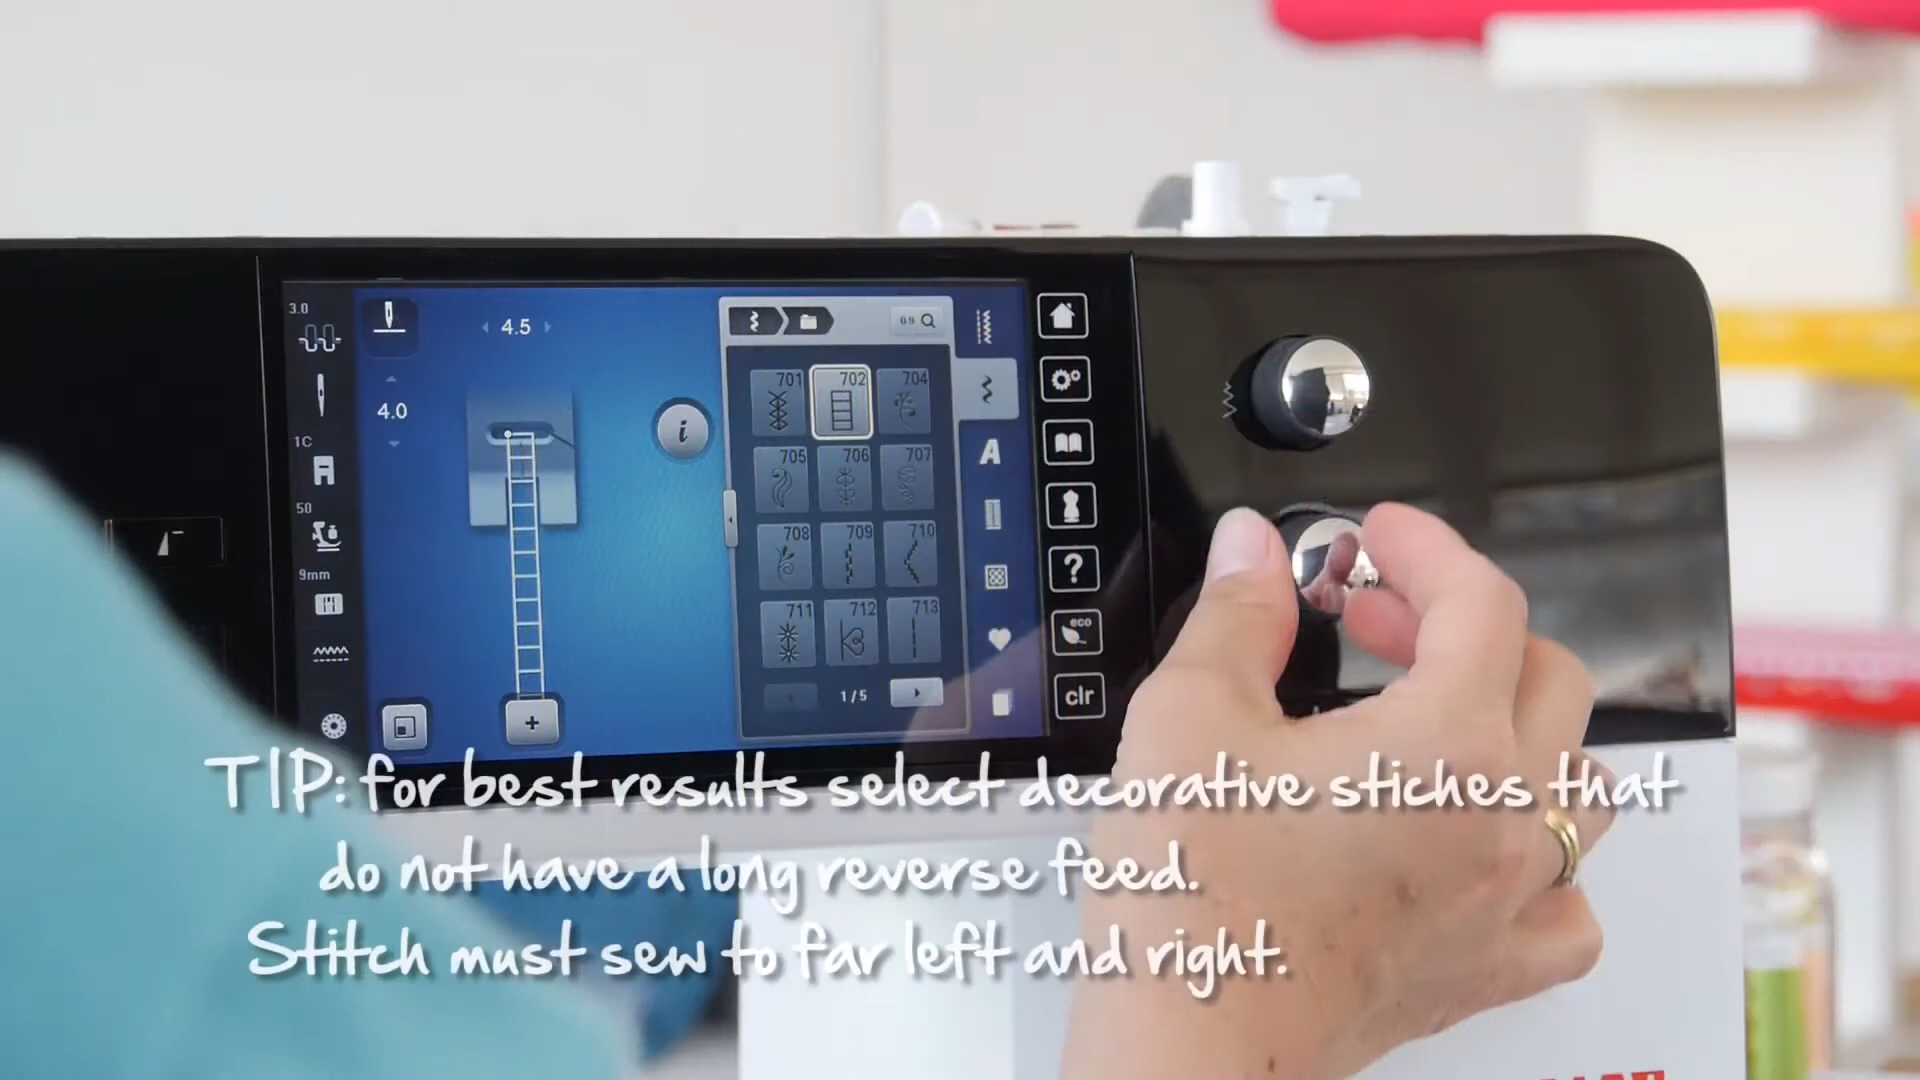 3.0
4.5
0-9
701
702
704
4.0
1C
A
705
706
707
50
708
709
710
9mm
711
712
713
eco
1/5
clr
TIP: for best results select decorative stiches that
do not have a long reverse feed.
Stitch must sew to far left and right.